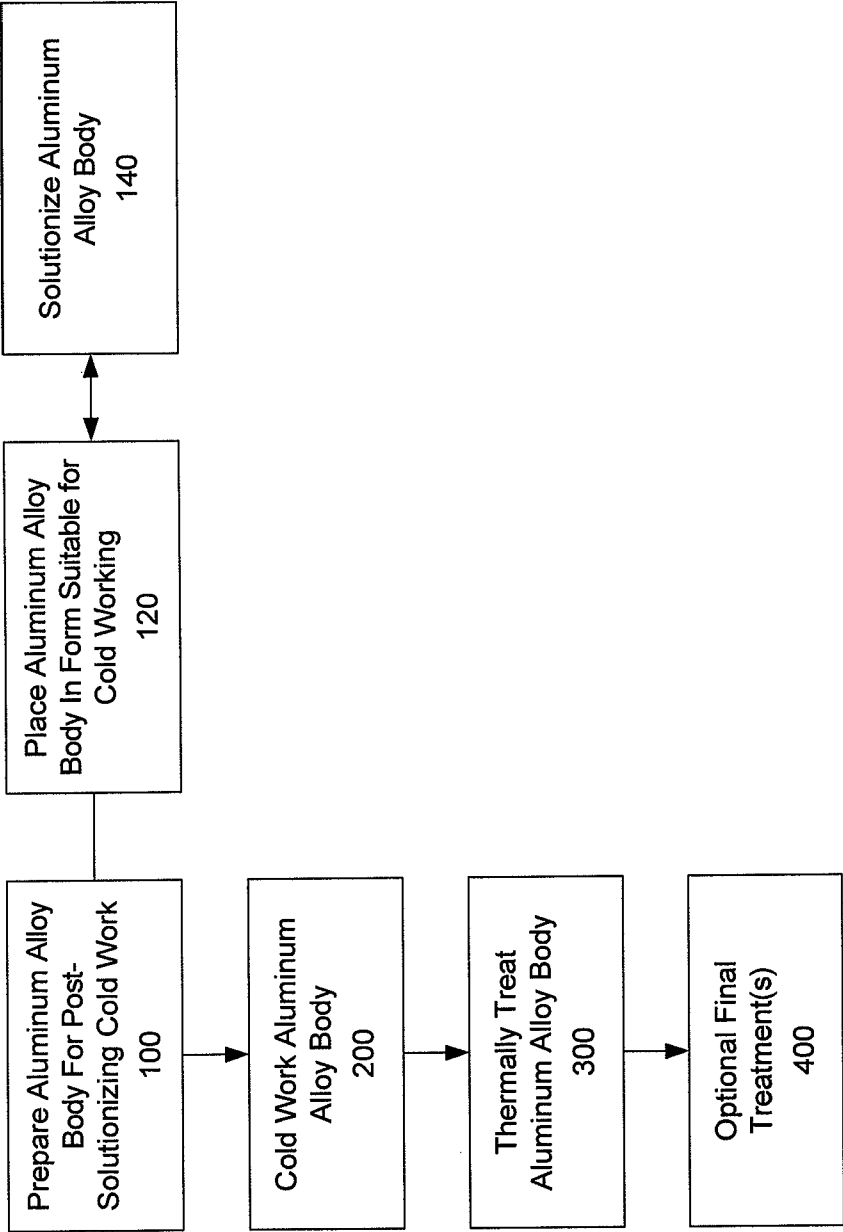 Prepare Aluminum Alloy
Body For Post-
Solutionizing Cold Work
100
Place Aluminum Alloy
Body In Form Suitable for
Cold Working
120
Solutionize Aluminum
Alloy Body
140
Cold Work Aluminum
Alloy Body
200
Thermally Treat
Aluminum Alloy Body
300
Optional Final
Treatment(s)
400